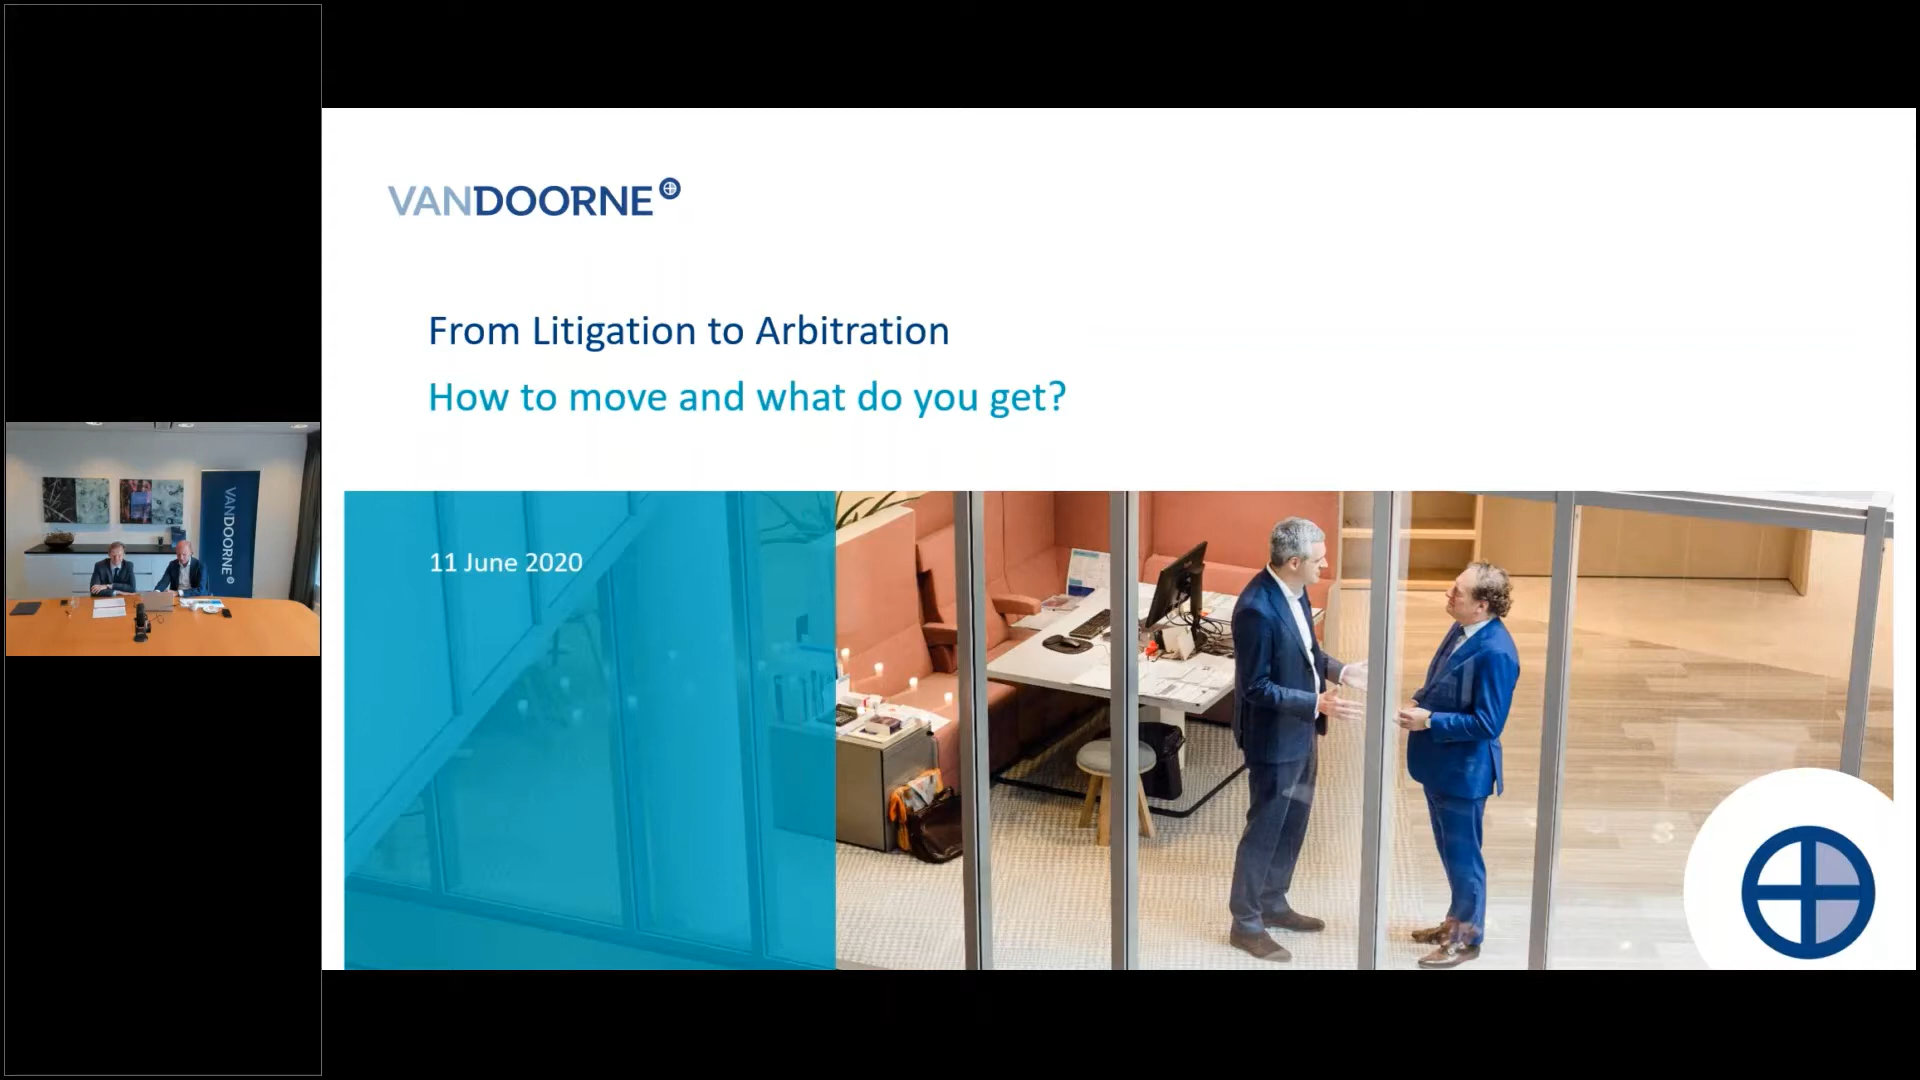 VANDOORNE
From Litigation to Arbitration
How to move and what do you get?
11 June 2020
VANDOORNE